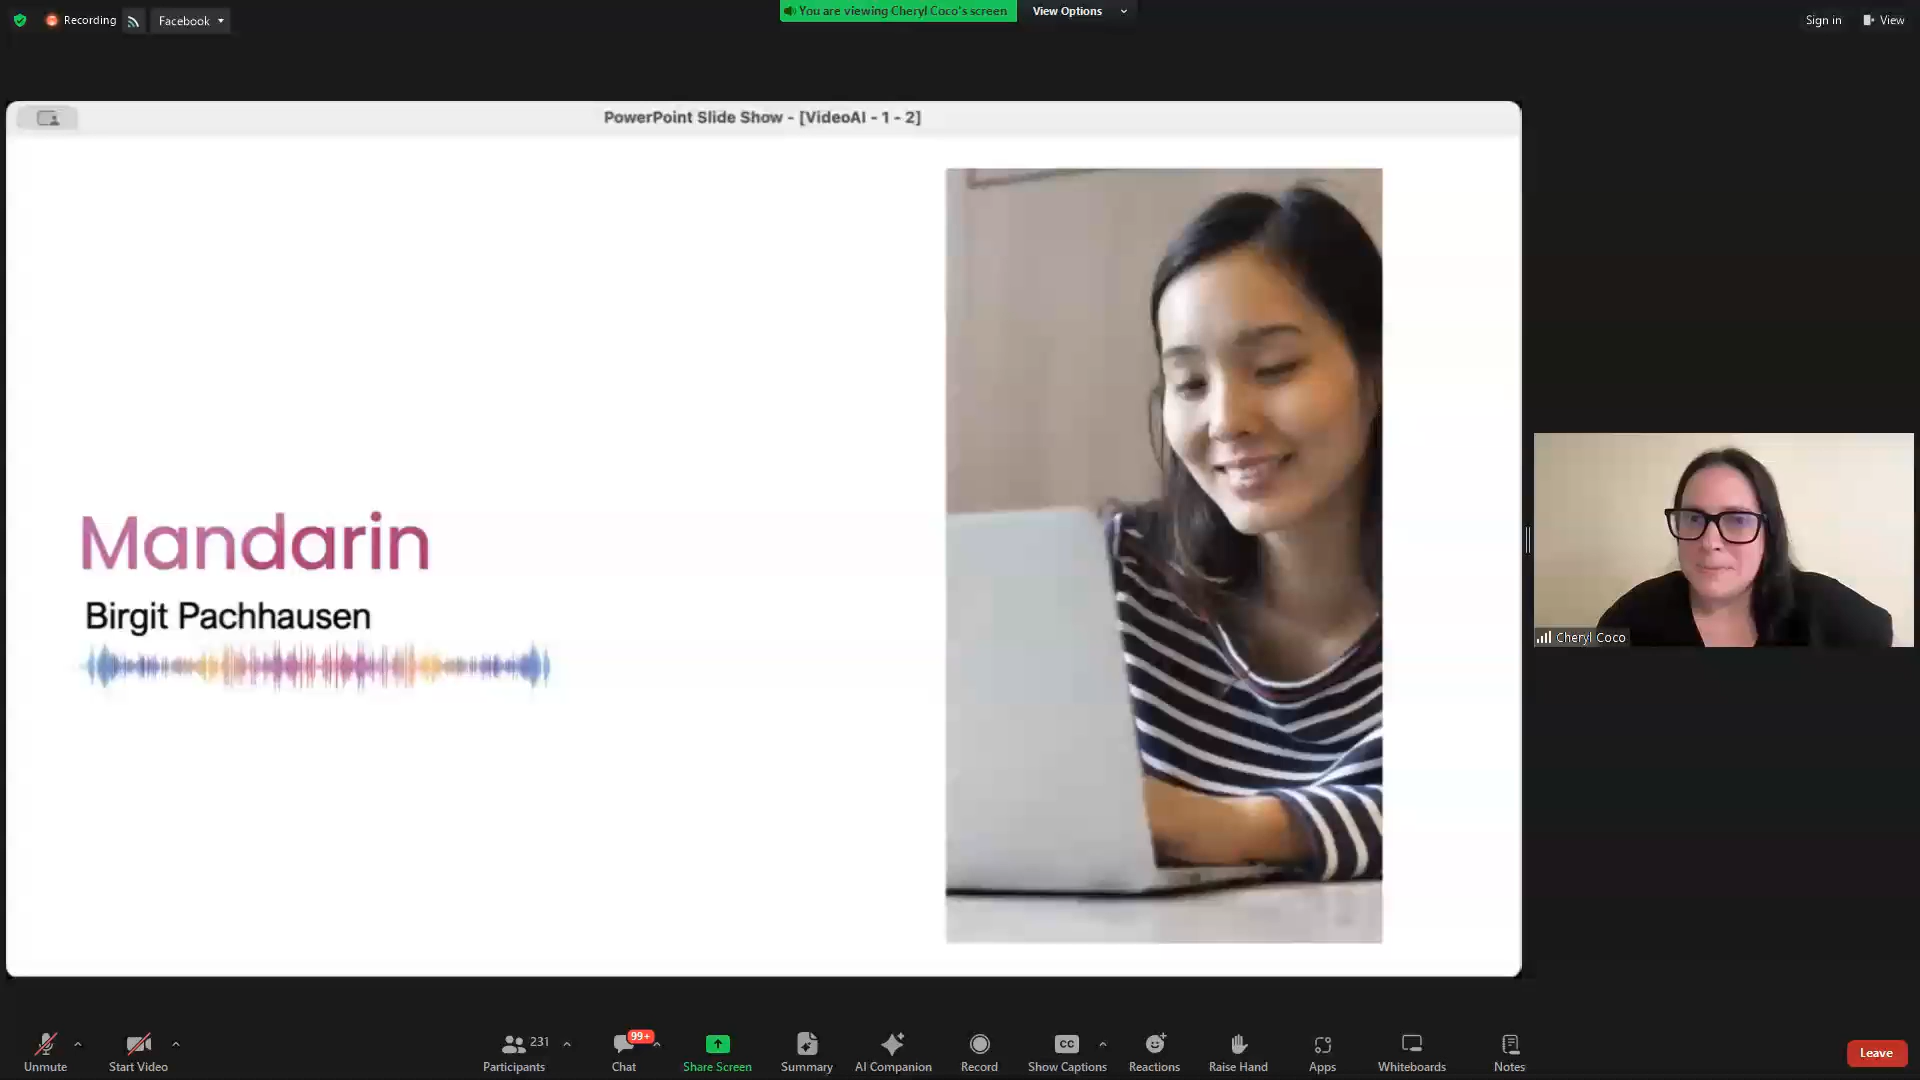 Recording
Facebook
You are viewing Cheryl Coco's screen
View Options
Sign in
View
PowerPoint Slide Show - [VideoAI - 1 - 2]
Mandarin
Birgit Pachhausen
Cheryl Coco
Unmute
Start Video
231
Participants
99+
Chat
Share Screen
Summary
AI Companion
Record
CC
Show Captions
Reactions
Raise Hand
Apps
Whiteboards
Notes
Leave